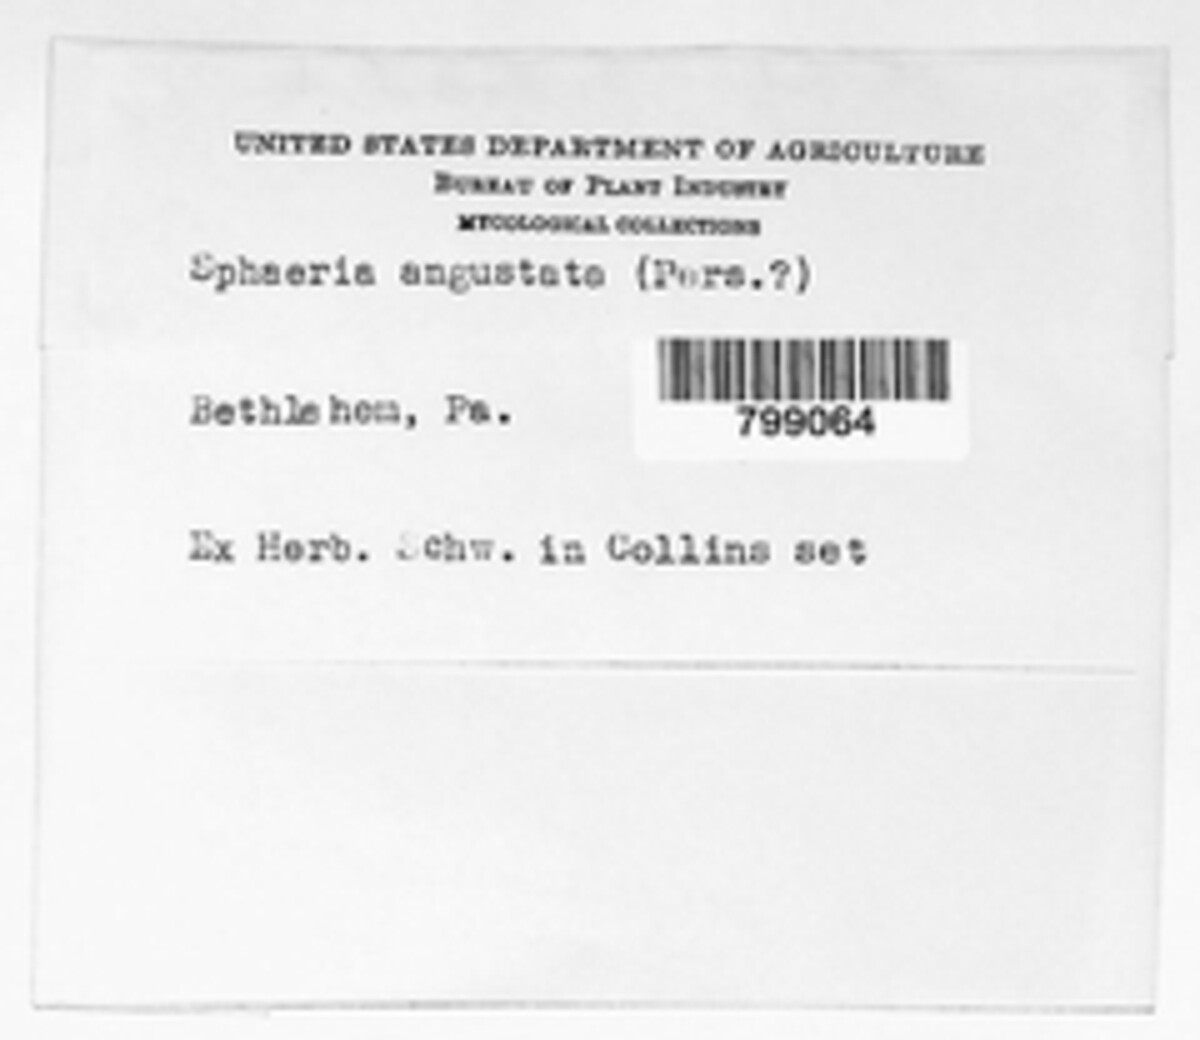 UNITED STATES DEPARTMENT OF AGRICULTURE
BUREAU OF PLANT INDUSTRY
MYCOLOGICAL COLLECTIONS
Sphaeria angustata (Pers.?)
799064
Bethlehem, Pa.
Ex Herb. Schw. in Collins set